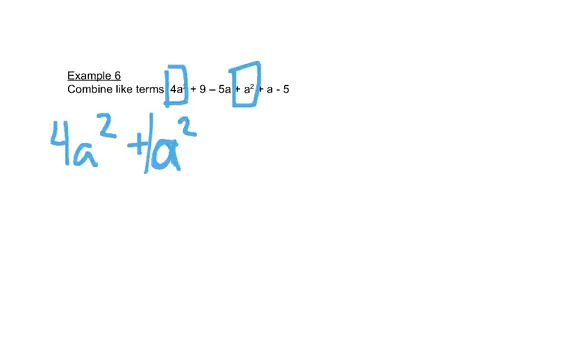 Example 6
Combine like terms 4a² + 9 – 5a + a² + a - 5
4a² + 1a²